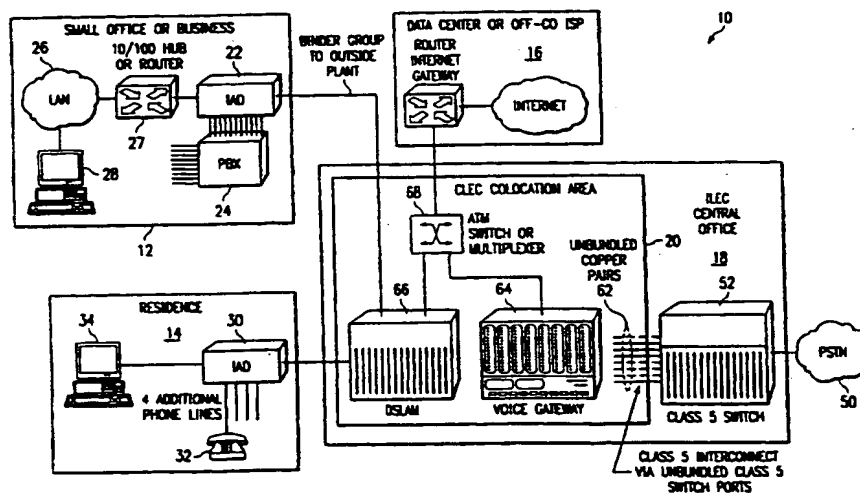 10
SMALL OFFICE OR BUSINESS
26
10/100 HUB
OR ROUTER
22
LAN
IAD
27
28
PBX
24
12
BINDER GROUP
TO OUTSIDE
PLANT
DATA CENTER OR OFF-CO ISP
ROUTER
INTERNET
GATEWAY
16
INTERNET
CLEC COLOCATION AREA
68
ATM
SWITCH OR
MULTIPLEXER
20
ILEC
CENTRAL
OFFICE
18
UNBUNDLED
COPPER
PAIRS
62
52
66
64
DSLAM
VOICE GATEWAY
CLASS 5 SWITCH
PSTN
50
RESIDENCE
34
14
30
IAD
4 ADDITIONAL
PHONE LINES
32
CLASS 5 INTERCONNECT
VIA UNBUNDLED CLASS 5
SWITCH PORTS